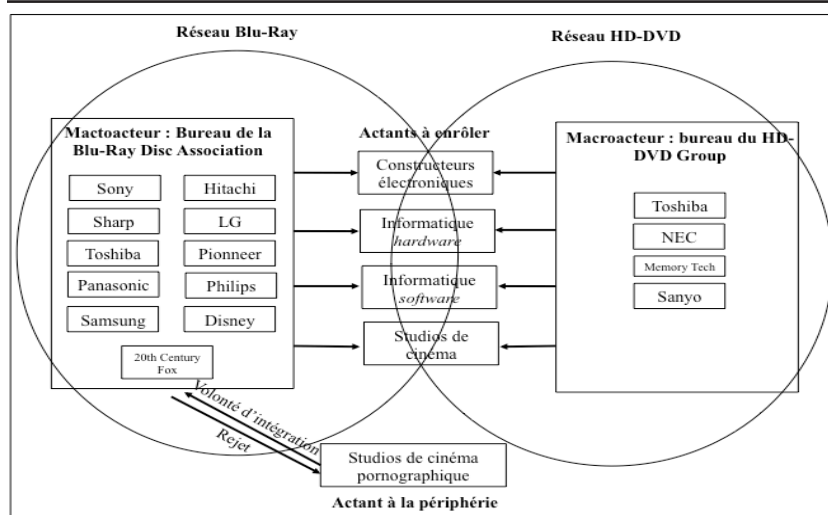 Réseau Blu-Ray
Réseau HD-DVD
Mactoacteur : Bureau de la
Blu-Ray Disc Association
Sony
Hitachi
Sharp
LG
Toshiba
Pionneer
Panasonic
Philips
Samsung
Disney
20th Century
Fox
Actants à enrôler
Constructeurs
électroniques
Informatique
hardware
Informatique
software
Studios de
cinéma
Macroacteur : bureau du HD-
DVD Group
Toshiba
NEC
Memory Tech
Sanyo
Volonté d'intégration
Rejet
Studios de cinéma
pornographique
Actant à la périphérie